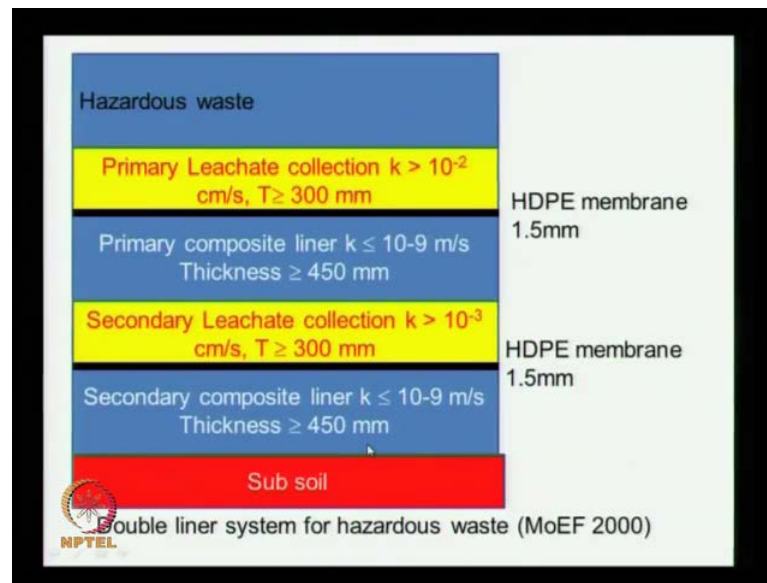 Hazardous waste
Primary Leachate collection k > 10-2
cm/s, T≥ 300 mm
HDPE membrane
1.5mm
Primary composite liner k ≤ 10-9 m/s
Thickness ≥ 450 mm
Secondary Leachate collection k > 10-3
cm/s, T ≥ 300 mm
HDPE membrane
1.5mm
Secondary composite liner k ≤ 10-9 m/s
Thickness ≥ 450 mm
Sub soil
Double liner system for hazardous waste (MoEF 2000)
NPTEL